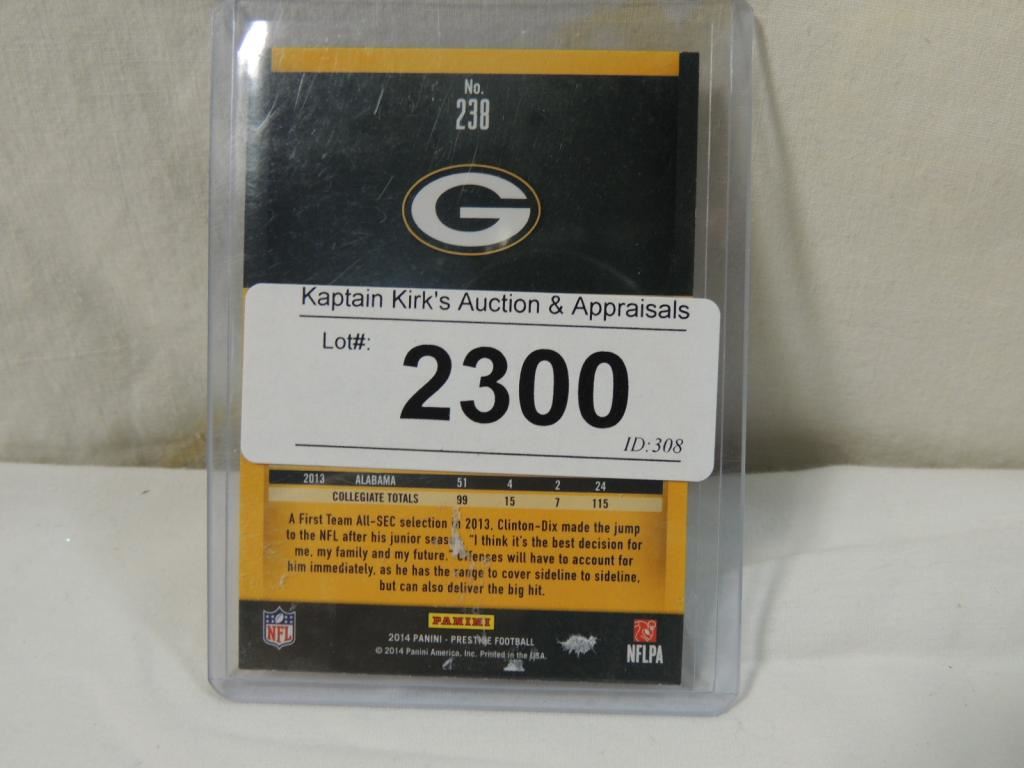 No.
238
G
Kaptain Kirk's Auction & Appraisals
Lot#:
2300
ID:308
2013 ALABAMA 51 4 2 24
COLLEGIATE TOTALS 99 15 7 115
A First Team All-SEC selection in 2013, Clinton-Dix made the jump
to the NFL after his junior season. "I think it's the best decision for
me, my family and my future." Offenses will have to account for
him immediately, as he has the range to cover sideline to sideline,
but can also deliver the big hit.
NFL
PANINI
2014 PANINI - PRESTIGE FOOTBALL
© 2014 Panini America, Inc. Printed in the USA.
NFLPA